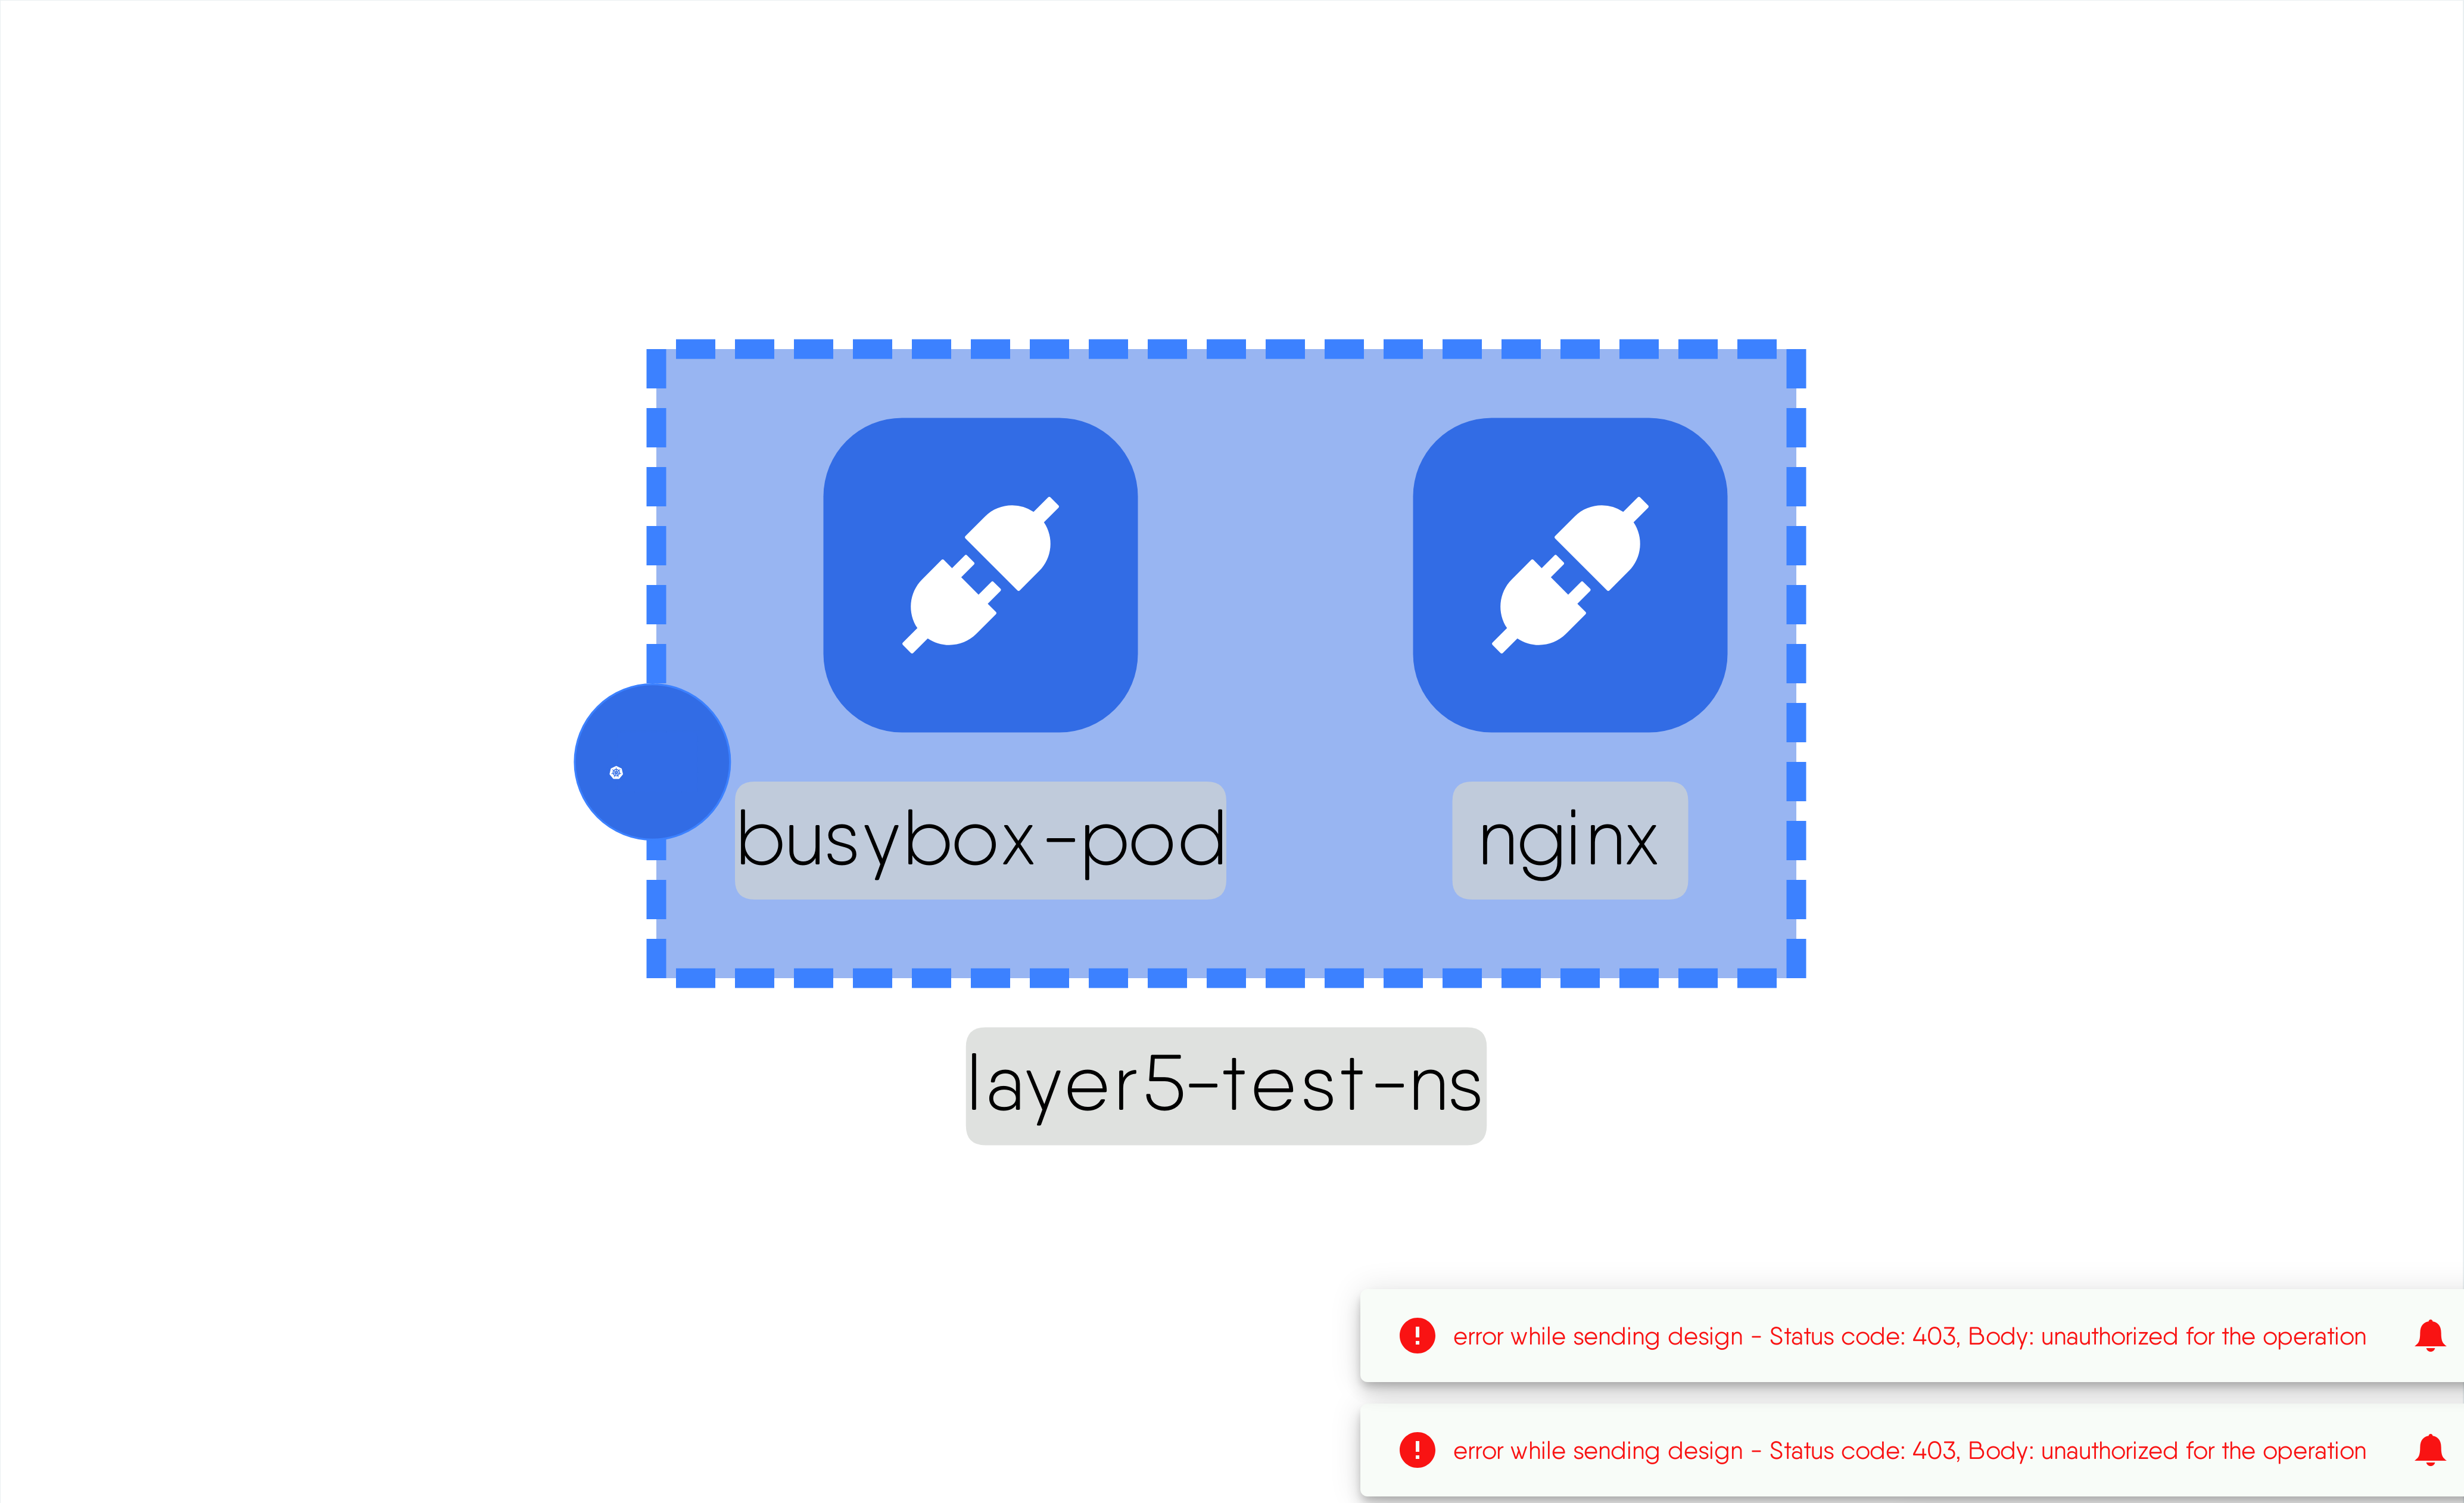 busybox-pod
nginx
layer5-test-ns
error while sending design - Status code: 403, Body: unauthorized for the operation
error while sending design - Status code: 403, Body: unauthorized for the operation